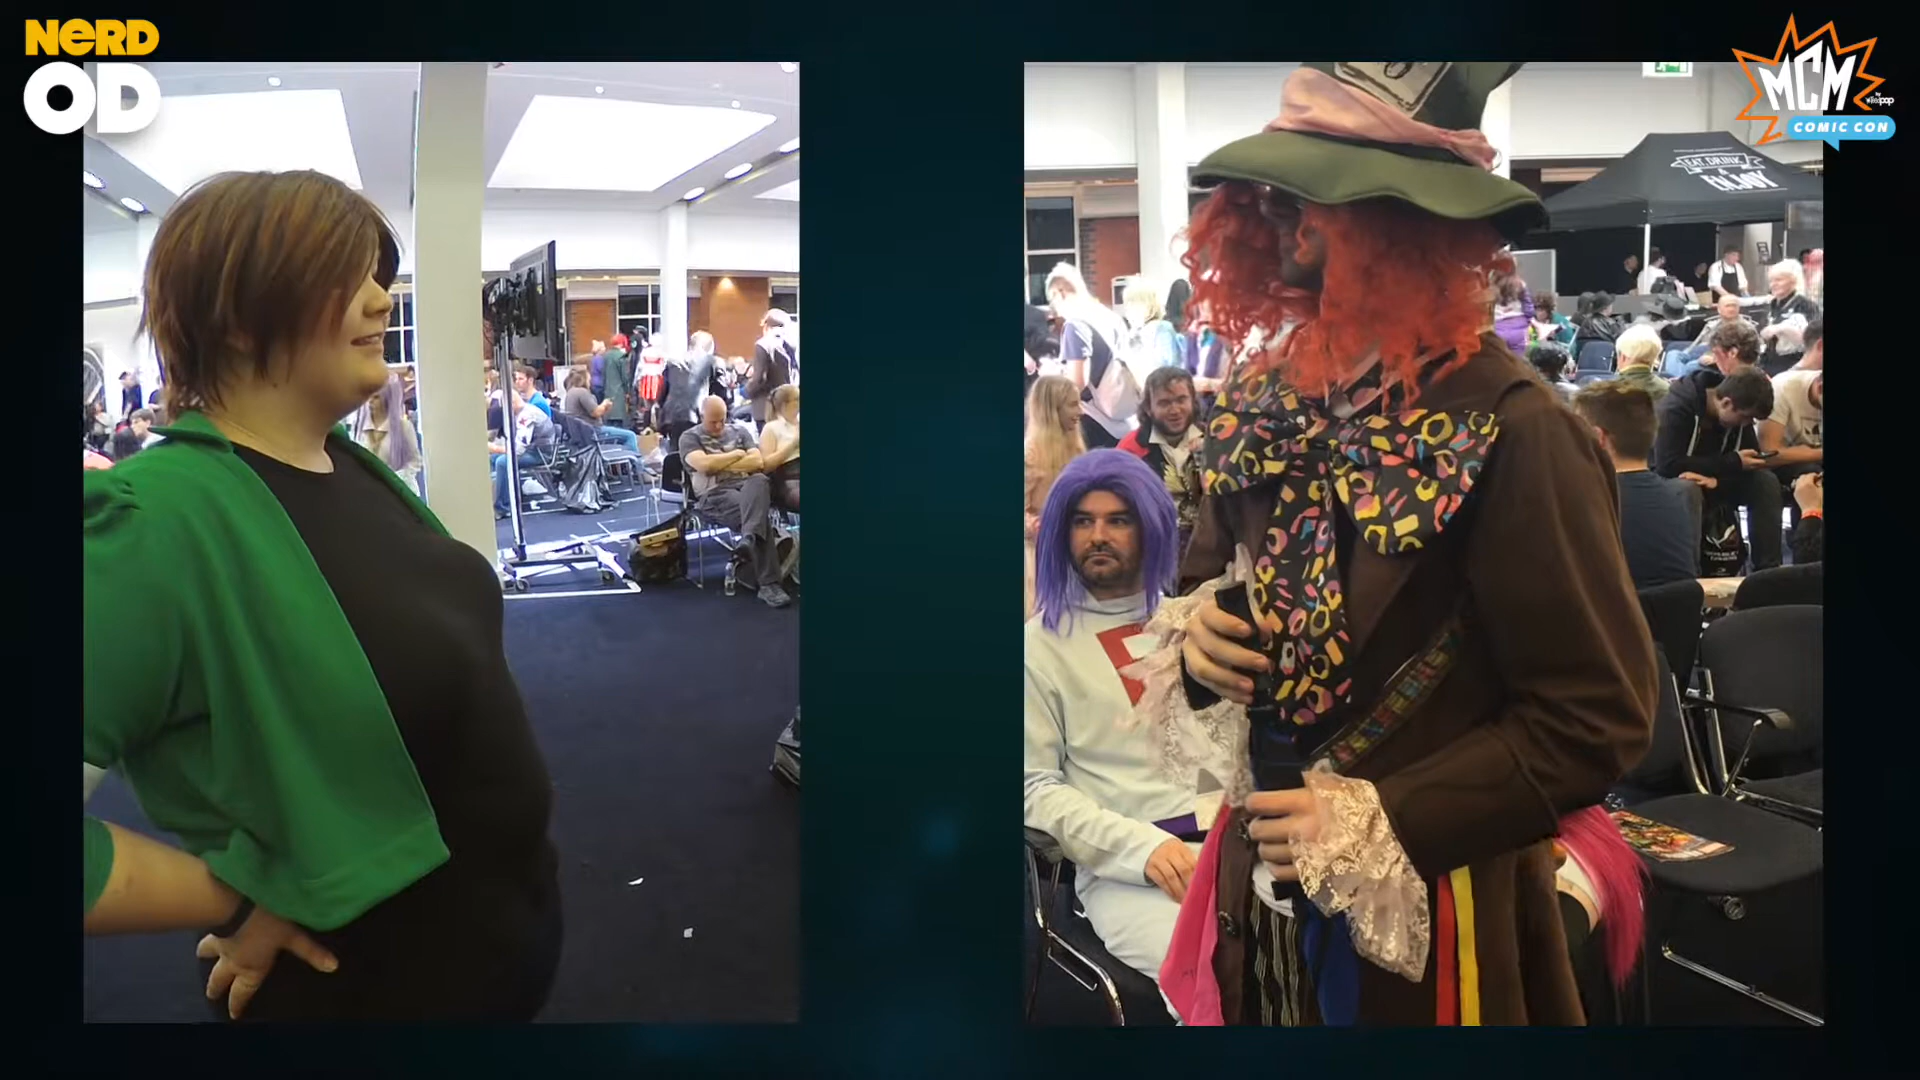 NERD
OD
MCM
COMIC CON
EAT, DRINK
&
ENJOY